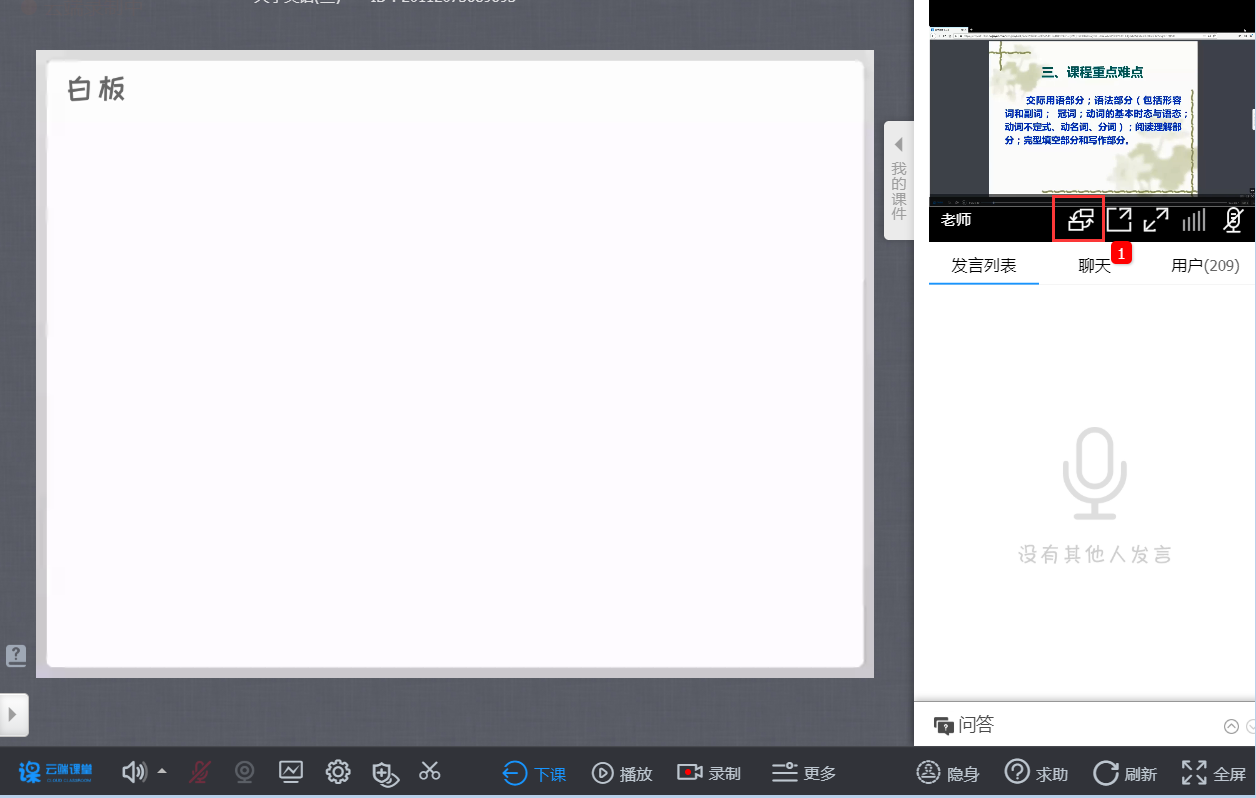 白板
我的课件
三、课程重点难点
交际用语部分；语法部分（包括形容
词和副词； 冠词；动词的基本时态与语态；
动词不定式、动名词、分词）；阅读理解部
分；完型填空部分和写作部分。
老师
发言列表
聊天
1
用户(209)
没有其他人发言
问答
课 云端课堂
下课
播放
录制
更多
隐身
求助
刷新
全屏